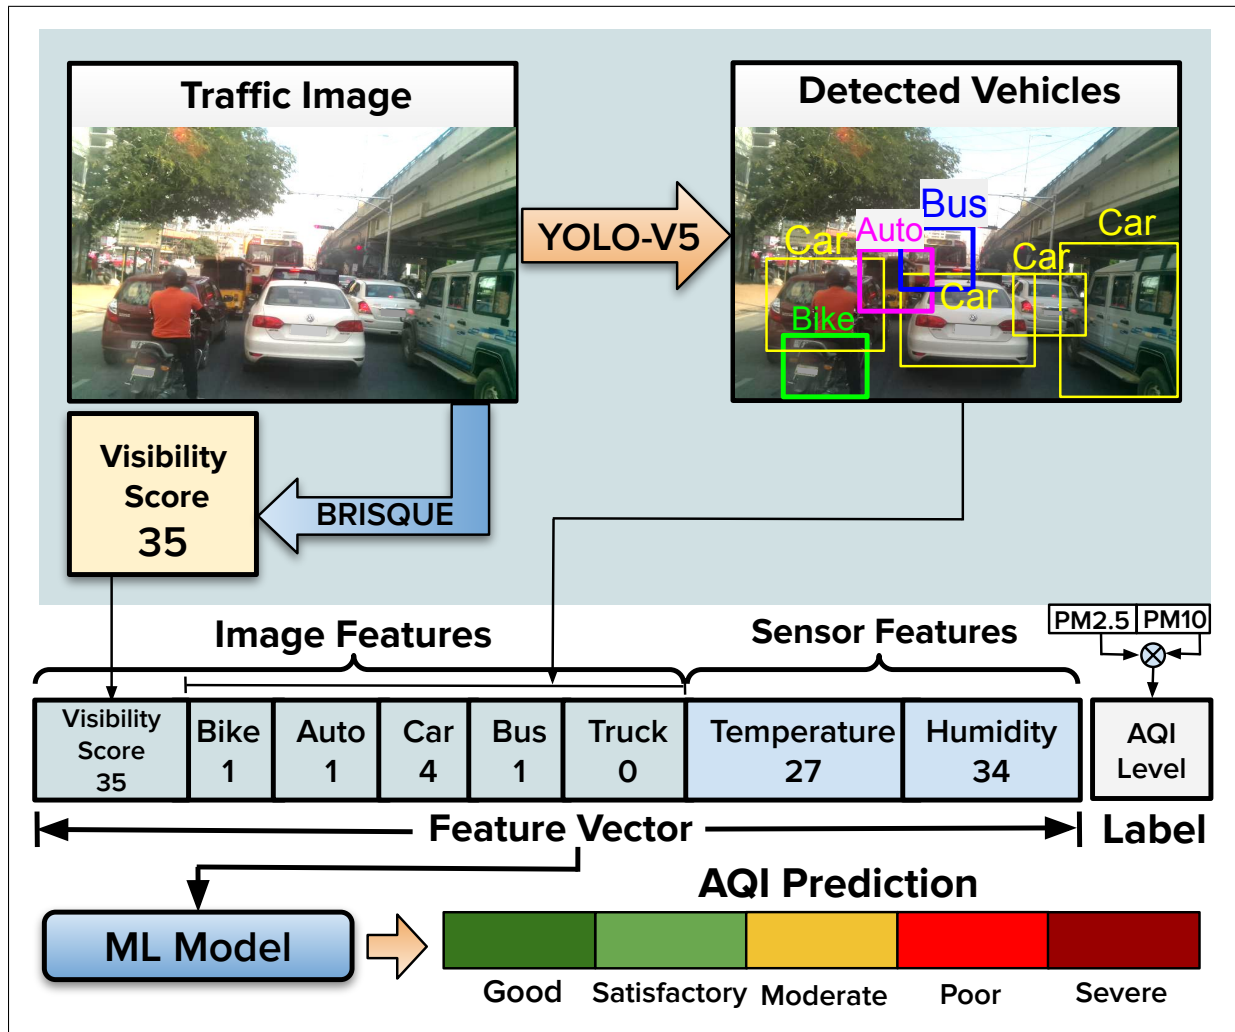 Traffic Image
Detected Vehicles
YOLO-V5
Bus
Auto
Car
Car
Car
Car
Bike
Visibility
Score
35
BRISQUE
Image Features
Sensor Features
PM2.5 PM10
Visibility
Score
35
Bike
1
Auto
1
Car
4
Bus
1
Truck
0
Temperature
27
Humidity
34
AQI
Level
Feature Vector
Label
AQI Prediction
ML Model
Good
Satisfactory
Moderate
Poor
Severe